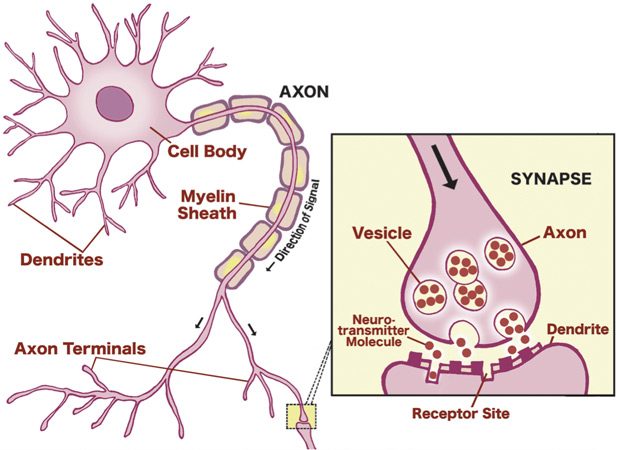 AXON
Cell Body
Myelin
Sheath
← Direction of Signal
Dendrites
Axon Terminals
SYNAPSE
Vesicle
Axon
Neuro-
transmitter
Molecule
Dendrite
Receptor Site